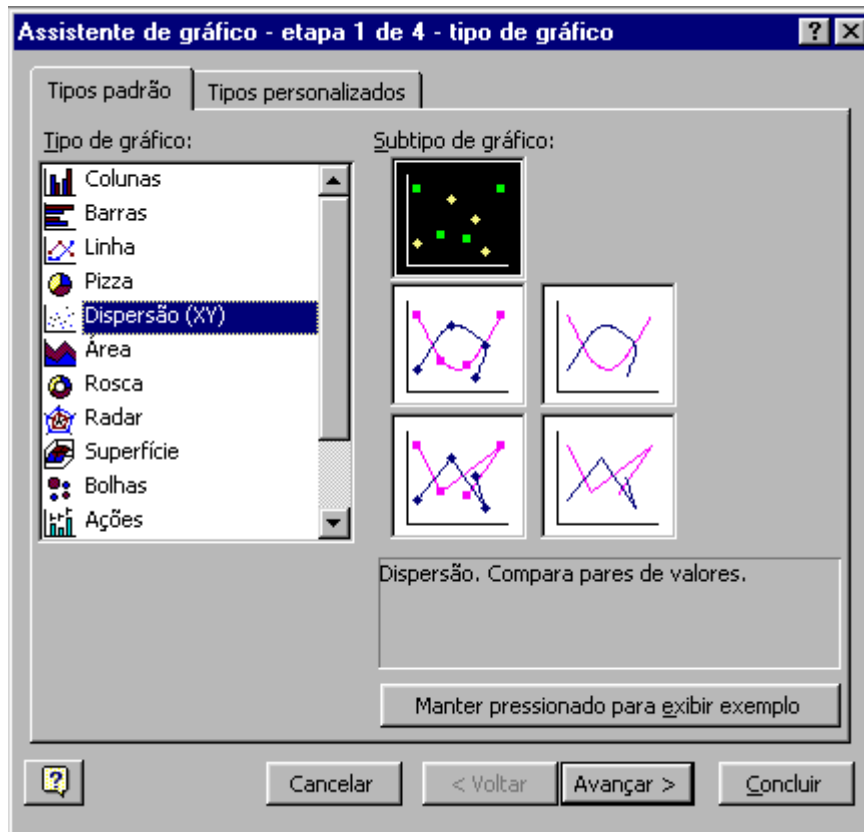 Assistente de gráfico - etapa 1 de 4 - tipo de gráfico
Tipos padrão
Tipos personalizados
Tipo de gráfico:
Subtipo de gráfico:
Colunas
Barras
Linha
Pizza
Dispersão (XY)
Área
Rosca
Radar
Superfície
Bolhas
Ações
Dispersão. Compara pares de valores.
Manter pressionado para exibir exemplo
Cancelar
< Voltar
Avançar >
Concluir